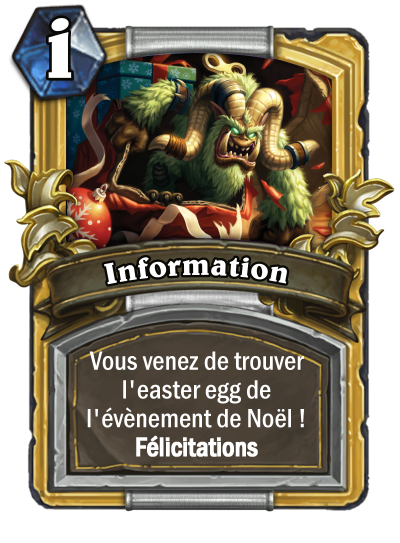 i
Information
Vous venez de trouver
l'easter egg de
l'évènement de Noël !
Félicitations